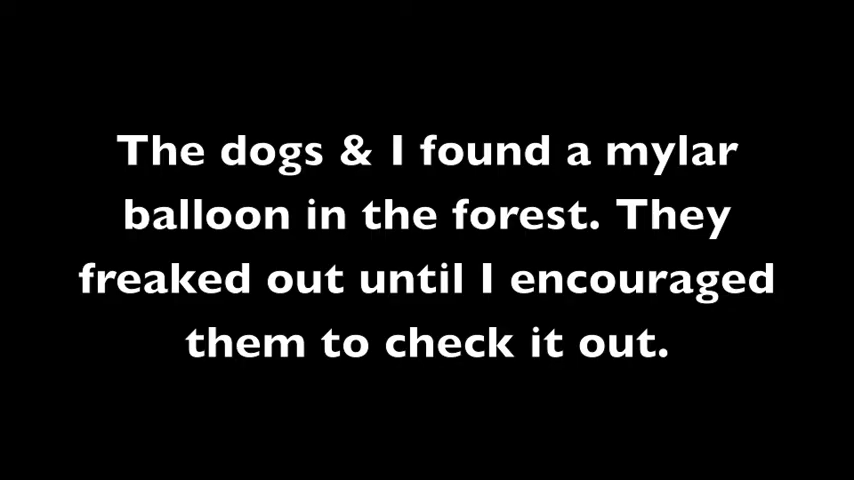 The dogs & I found a mylar
balloon in the forest. They
freaked out until I encouraged
them to check it out.